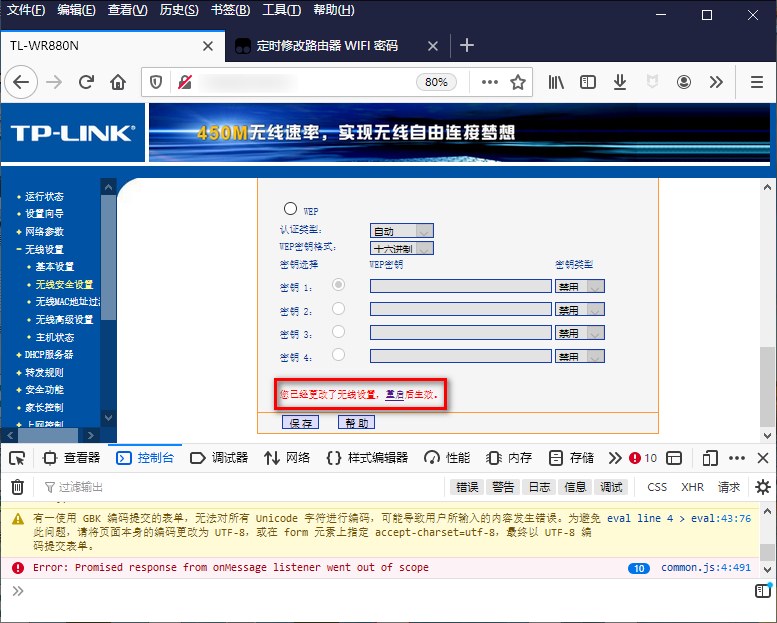 文件(F) 编辑(E) 查看(V) 历史(S) 书签(B) 工具(T) 帮助(H)
TL-WR880N
定时修改路由器 WIFI 密码
80%
TP-LINK®
450M无线速率，实现无线自由连接梦想
运行状态
设置向导
网络参数
无线设置
基本设置
无线安全设置
无线MAC地址过
无线高级设置
主机状态
DHCP服务器
转发规则
安全功能
家长控制
上网控制
WEP
认证类型：
自动
WEP密钥格式：
十六进制
密钥选择 WEP密钥 密钥类型
密钥 1： 禁用
密钥 2： 禁用
密钥 3： 禁用
密钥 4： 禁用
您已经更改了无线设置，重启后生效。
保存 帮助
查看器 控制台 调试器 网络 样式编辑器 性能 内存 存储 10
过滤输出 错误 警告 日志 信息 调试 CSS XHR 请求
有一使用 GBK 编码提交的表单，无法对所有 Unicode 字符进行编码，可能导致用户所输入的内容发生错误。为避免 eval line 4 > eval:43:76
此问题，请将页面本身的编码更改为 UTF-8，或在 form 元素上指定 accept-charset=utf-8，最终以 UTF-8 编
码提交表单。
Error: Promised response from onMessage listener went out of scope 10 common.js:4:491